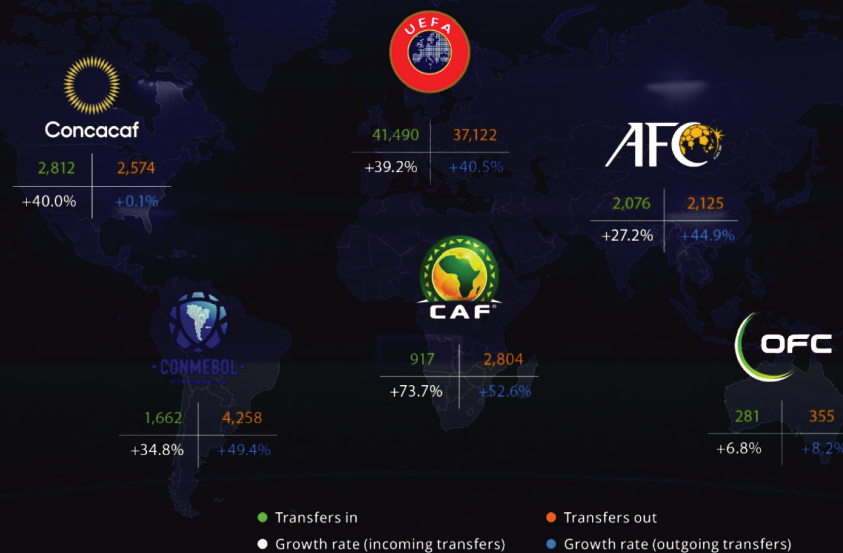 UEFA
Concacaf
2,812 2,574
+40.0% +0.1%
41,490 37,122
+39.2% +40.5%
AFC
2,076 2,125
+27.2% +44.9%
CAF
917 2,804
+73.7% +52.6%
- CONMEBOL -
1,662 4,258
+34.8% +49.4%
OFC
281 355
+6.8% +8.2%
Transfers in
Transfers out
Growth rate (incoming transfers)
Growth rate (outgoing transfers)